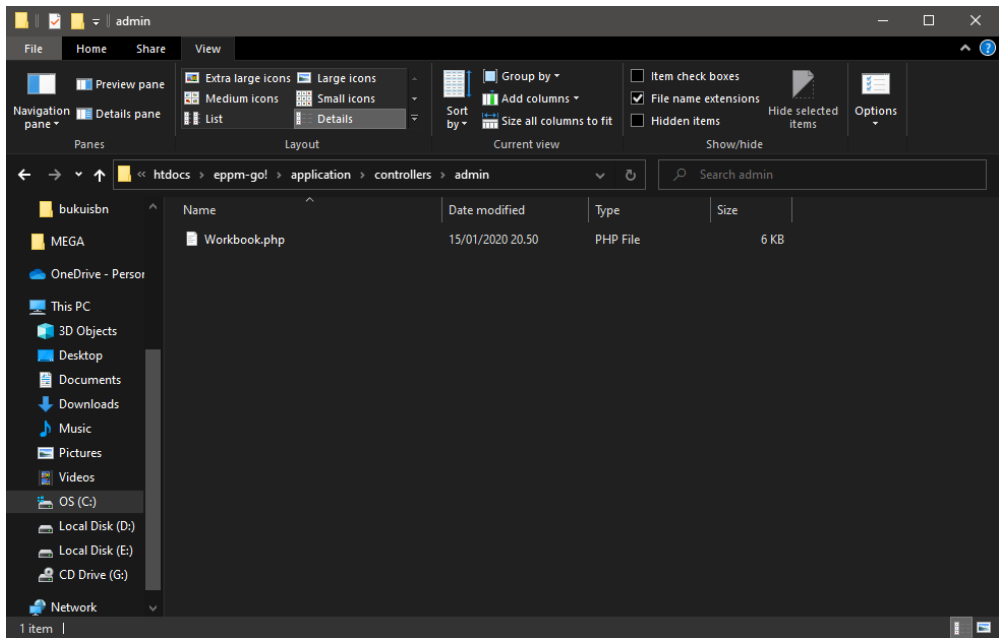 admin
File Home Share View
Navigation pane
Preview pane
Details pane
Panes
Extra large icons Large icons
Medium icons Small icons
List Details
Layout
Sort by
Group by
Add columns
Size all columns to fit
Current view
Item check boxes
File name extensions
Hidden items
Hide selected items
Show/hide
Options
« htdocs › eppm-go! › application › controllers › admin
Search admin
bukuisbn
MEGA
OneDrive - Person
This PC
3D Objects
Desktop
Documents
Downloads
Music
Pictures
Videos
OS (C:)
Local Disk (D:)
Local Disk (E:)
CD Drive (G:)
Network
Name Date modified Type Size
Workbook.php 15/01/2020 20.50 PHP File 6 KB
1 item